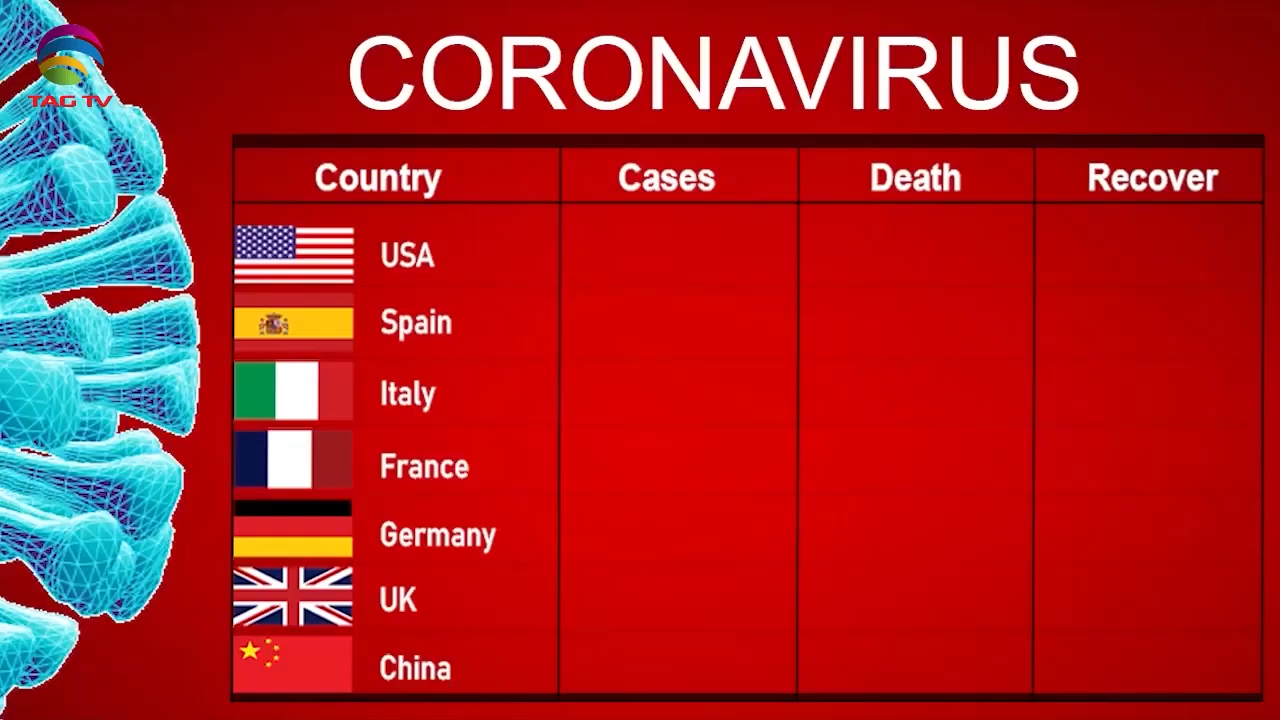 TAG TV
CORONAVIRUS
Country Cases Death Recover
USA
Spain
Italy
France
Germany
UK
China